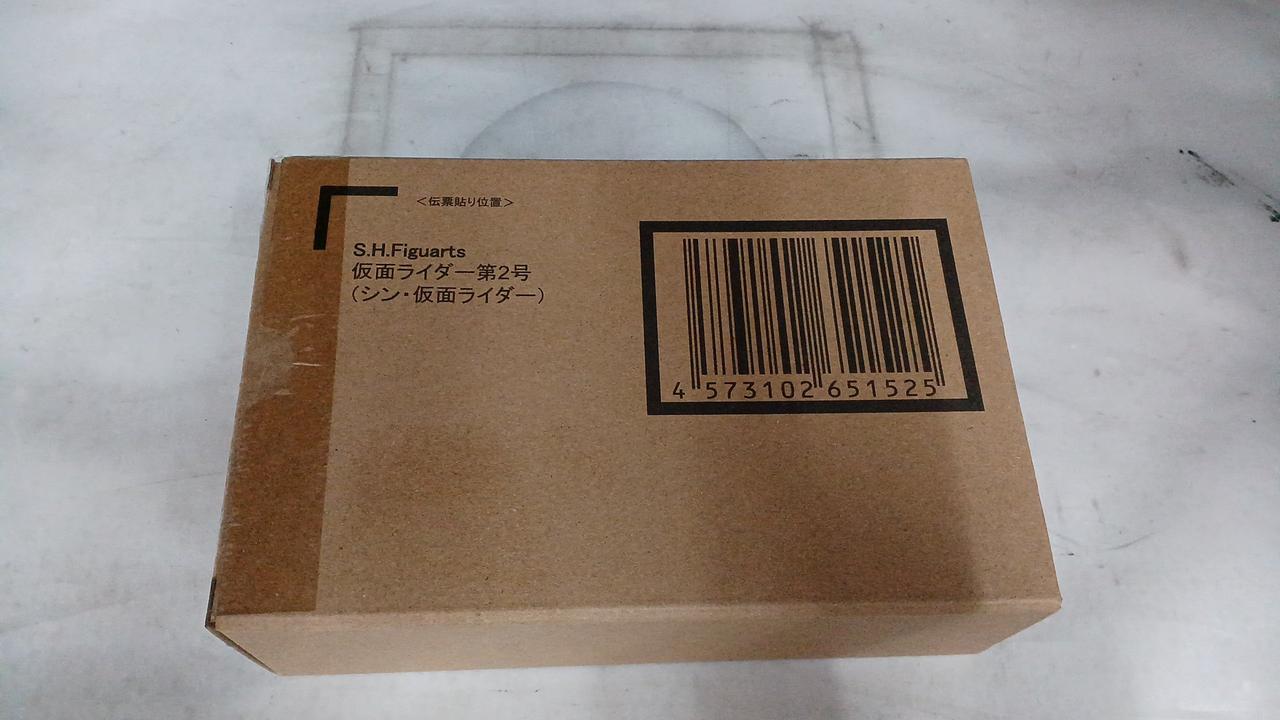 <伝票貼り位置>
S.H.Figuarts
仮面ライダー第2号
(シン・仮面ライダー)
4 573102 651525